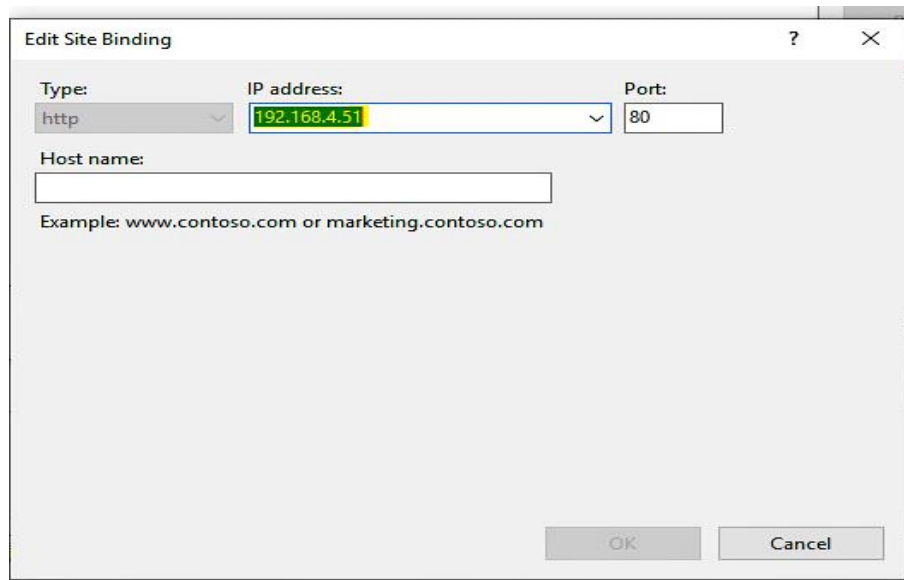 Edit Site Binding ? ×
Type: IP address: Port:
http 192.168.4.51 80
Host name:
Example: www.contoso.com or marketing.contoso.com
OK Cancel